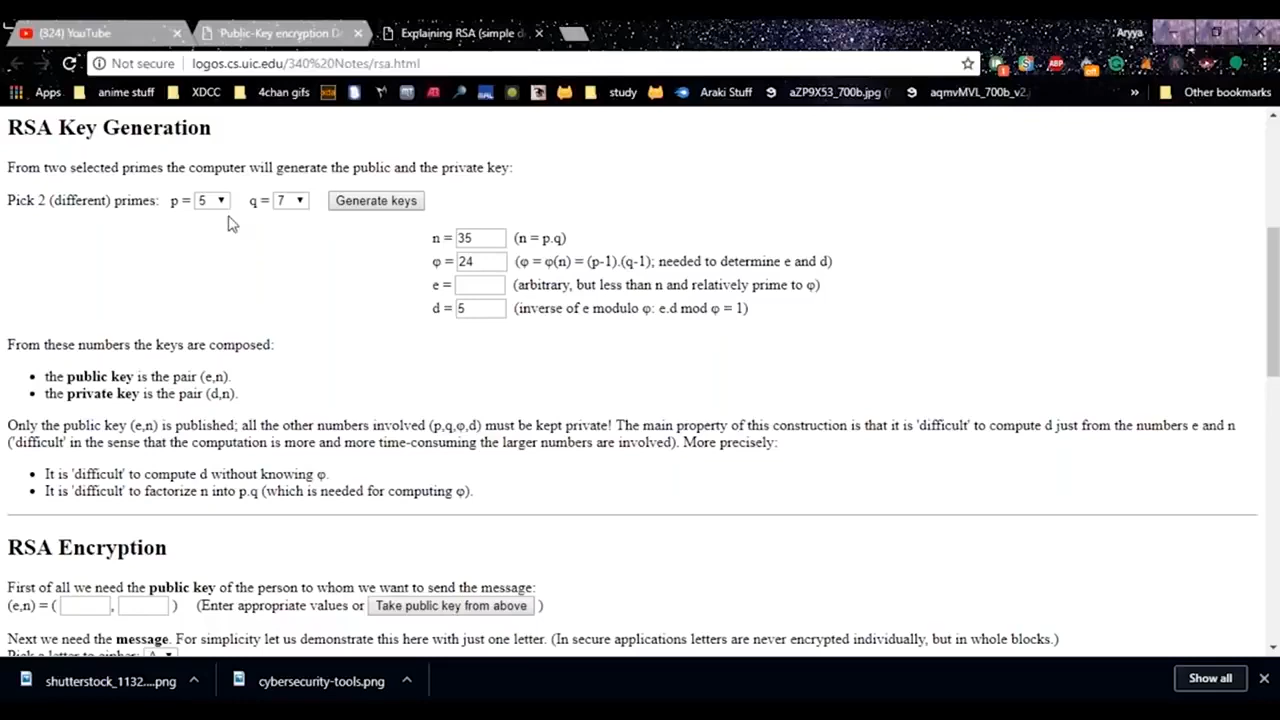 (324) YouTube
Public-Key encryption D
Explaining RSA (simple d
Aryya
Not secure
logos.cs.uic.edu/340%20Notes/rsa.html
Apps
anime stuff
XDCC
4chan gifs
study
Araki Stuff
aZP9X53_700b.jpg (
aqmvMVL_700b_v2.
»
Other bookmarks
RSA Key Generation
From two selected primes the computer will generate the public and the private key:
Pick 2 (different) primes: p = 5 q = 7 Generate keys
n = 35 (n = p.q)
φ = 24 (φ = φ(n) = (p-1).(q-1); needed to determine e and d)
e = (arbitrary, but less than n and relatively prime to φ)
d = 5 (inverse of e modulo φ: e.d mod φ = 1)
From these numbers the keys are composed:
• the public key is the pair (e,n).
• the private key is the pair (d,n).
Only the public key (e,n) is published; all the other numbers involved (p,q,φ,d) must be kept private! The main property of this construction is that it is 'difficult' to compute d just from the numbers e and n
('difficult' in the sense that the computation is more and more time-consuming the larger numbers are involved). More precisely:
• It is 'difficult' to compute d without knowing φ.
• It is 'difficult' to factorize n into p.q (which is needed for computing φ).
RSA Encryption
First of all we need the public key of the person to whom we want to send the message:
(e,n) = ( , ) (Enter appropriate values or Take public key from above )
Next we need the message. For simplicity let us demonstrate this here with just one letter. (In secure applications letters are never encrypted individually, but in whole blocks.)
Pick a letter to cipher: A
shutterstock_1132....png
cybersecurity-tools.png
Show all